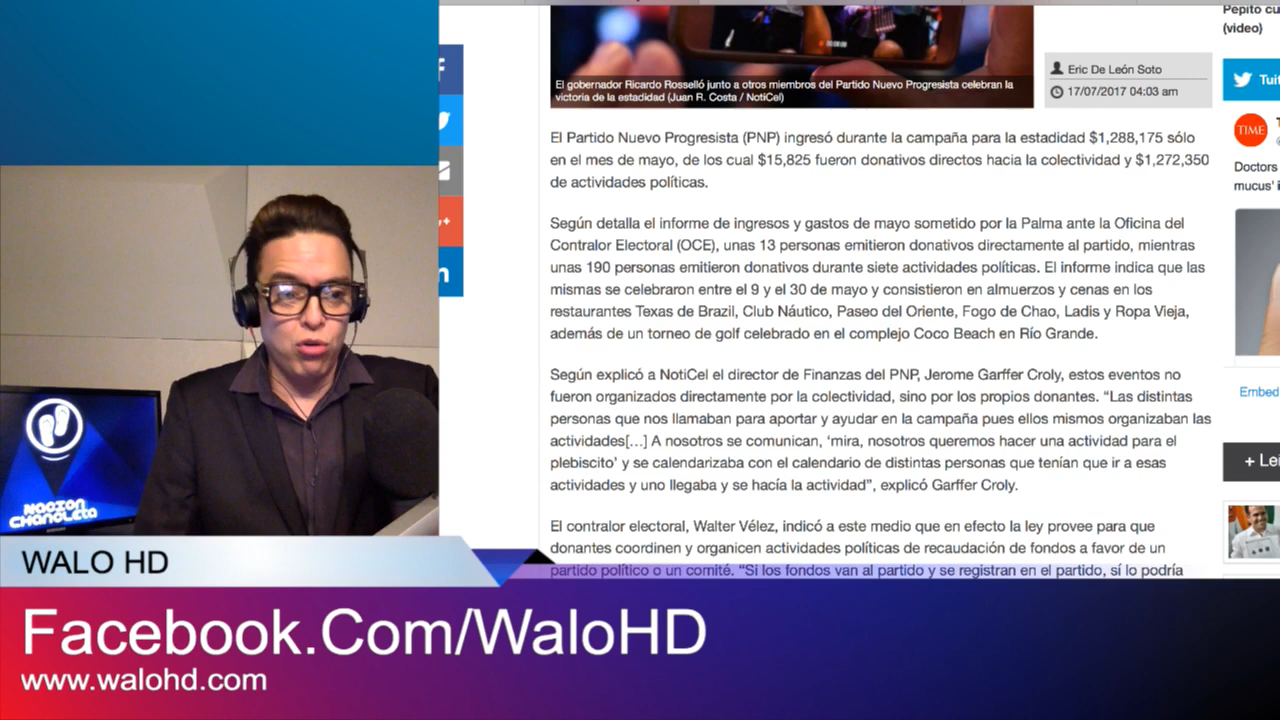 Pepito cu
(video)
El gobernador Ricardo Rosselló junto a otros miembros del Partido Nuevo Progresista celebran la
victoria de la estadidad (Juan R. Costa / NotiCel)
Eric De León Soto
17/07/2017 04:03 am
Tuit
TIME
El Partido Nuevo Progresista (PNP) ingresó durante la campaña para la estadidad $1,288,175 sólo
en el mes de mayo, de los cual $15,825 fueron donativos directos hacia la colectividad y $1,272,350
de actividades políticas.
Doctors
mucus' i
Según detalla el informe de ingresos y gastos de mayo sometido por la Palma ante la Oficina del
Contralor Electoral (OCE), unas 13 personas emitieron donativos directamente al partido, mientras
unas 190 personas emitieron donativos durante siete actividades políticas. El informe indica que las
mismas se celebraron entre el 9 y el 30 de mayo y consistieron en almuerzos y cenas en los
restaurantes Texas de Brazil, Club Náutico, Paseo del Oriente, Fogo de Chao, Ladis y Ropa Vieja,
además de un torneo de golf celebrado en el complejo Coco Beach en Río Grande.
Según explicó a NotiCel el director de Finanzas del PNP, Jerome Garffer Croly, estos eventos no
fueron organizados directamente por la colectividad, sino por los propios donantes. “Las distintas
personas que nos llamaban para aportar y ayudar en la campaña pues ellos mismos organizaban las
actividades[...] A nosotros se comunican, ‘mira, nosotros queremos hacer una actividad para el
plebiscito’ y se calendarizaba con el calendario de distintas personas que tenían que ir a esas
actividades y uno llegaba y se hacía la actividad”, explicó Garffer Croly.
Embed
+ Lei
El contralor electoral, Walter Vélez, indicó a este medio que en efecto la ley provee para que
donantes coordinen y organicen actividades políticas de recaudación de fondos a favor de un
partido político o un comité. “Si los fondos van al partido y se registran en el partido, sí lo podría
NACION
CHANCLETA
WALO HD
Facebook.Com/WaloHD
www.walohd.com